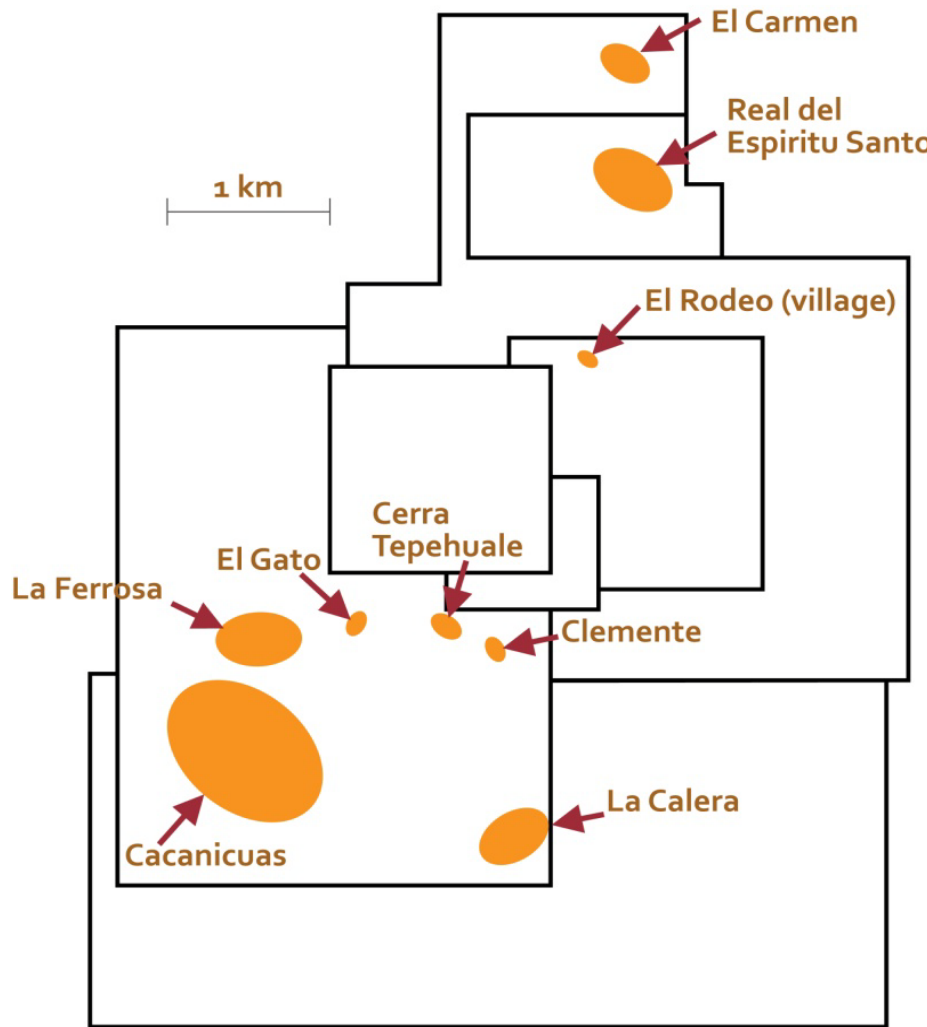 El Carmen
Real del
Espiritu Santo
1 km
El Rodeo (village)
Cerra
Tepehuale
El Gato
La Ferrosa
Clemente
La Calera
Cacanicuas